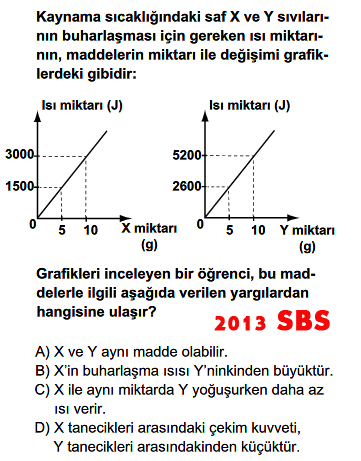 Kaynama sıcaklığındaki saf X ve Y sıvıları-
nın buharlaşması için gereken ısı miktarı-
nın, maddelerin miktarı ile değişimi grafik-
lerdeki gibidir:
Isı miktarı (J)
3000
1500
0
5
10
X miktarı
(g)
Isı miktarı (J)
5200
2600
0
5
10
Y miktarı
(g)
Grafikleri inceleyen bir öğrenci, bu mad-
delerle ilgili aşağıda verilen yargılardan
hangisine ulaşır?
2013 SBS
A) X ve Y aynı madde olabilir.
B) X'in buharlaşma ısısı Y'ninkinden büyüktür.
C) X ile aynı miktarda Y yoğuşurken daha az
ısı verir.
D) X tanecikleri arasındaki çekim kuvveti,
Y tanecikleri arasındakinden küçüktür.